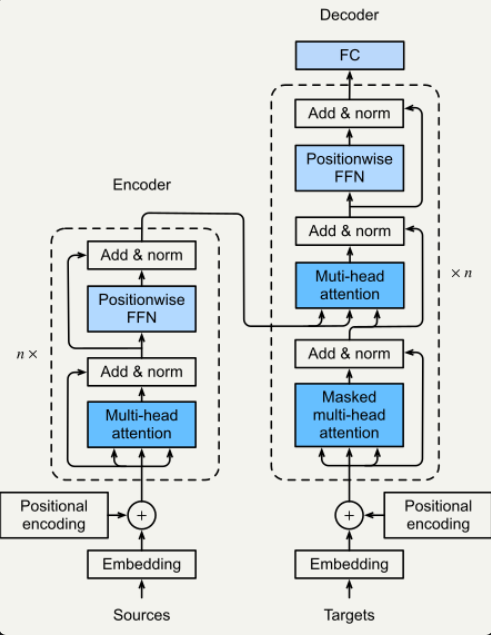 Decoder
FC
Add & norm
Positionwise
FFN
Encoder
Add & norm
Add & norm
Muti-head
attention
× n
Positionwise
FFN
n ×
Add & norm
Add & norm
Multi-head
attention
Masked
multi-head
attention
Positional
encoding
+
+
Positional
encoding
Embedding
Embedding
Sources
Targets